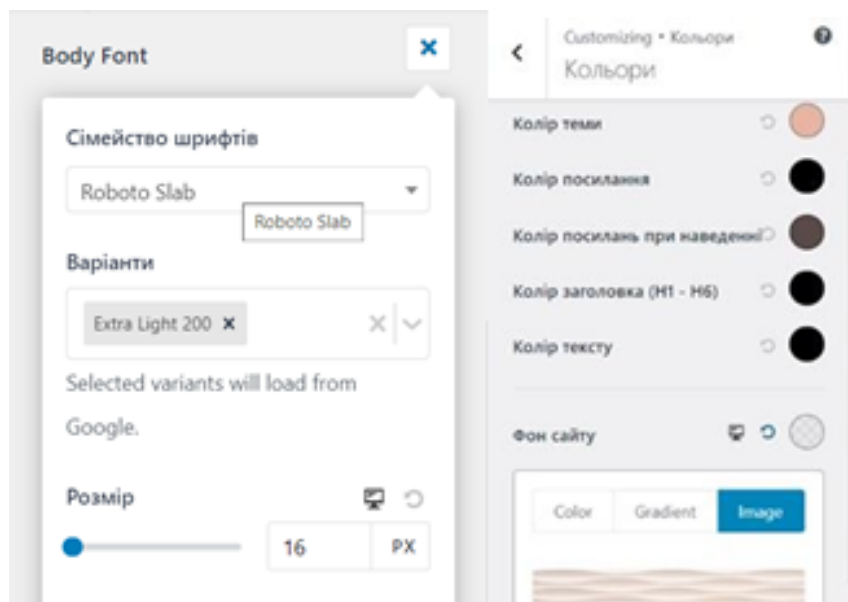 Body Font
Сімейство шрифтів
Roboto Slab
Roboto Slab
Варіанти
Extra Light 200
Selected variants will load from
Google.
Розмір
16
PX
Customizing • Кольори
Кольори
Колір теми
Колір посилання
Колір посилань при наведенні
Колір заголовка (H1 - H6)
Колір тексту
Фон сайту
Color
Gradient
Image